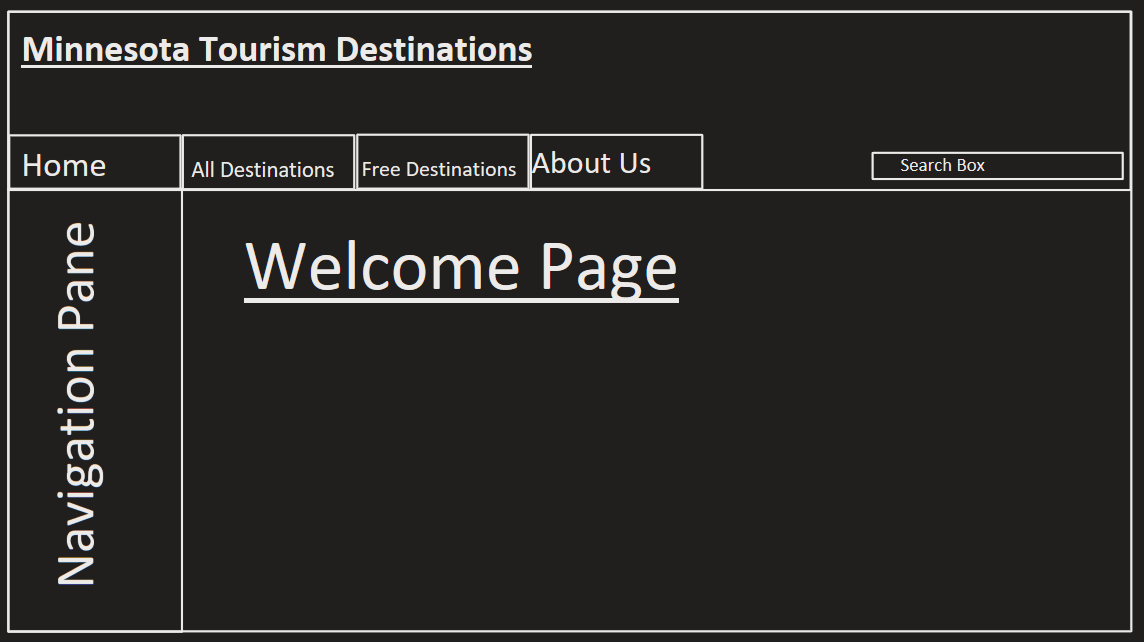 Minnesota Tourism Destinations
Home
All Destinations
Free Destinations
About Us
Search Box
Navigation Pane
Welcome Page